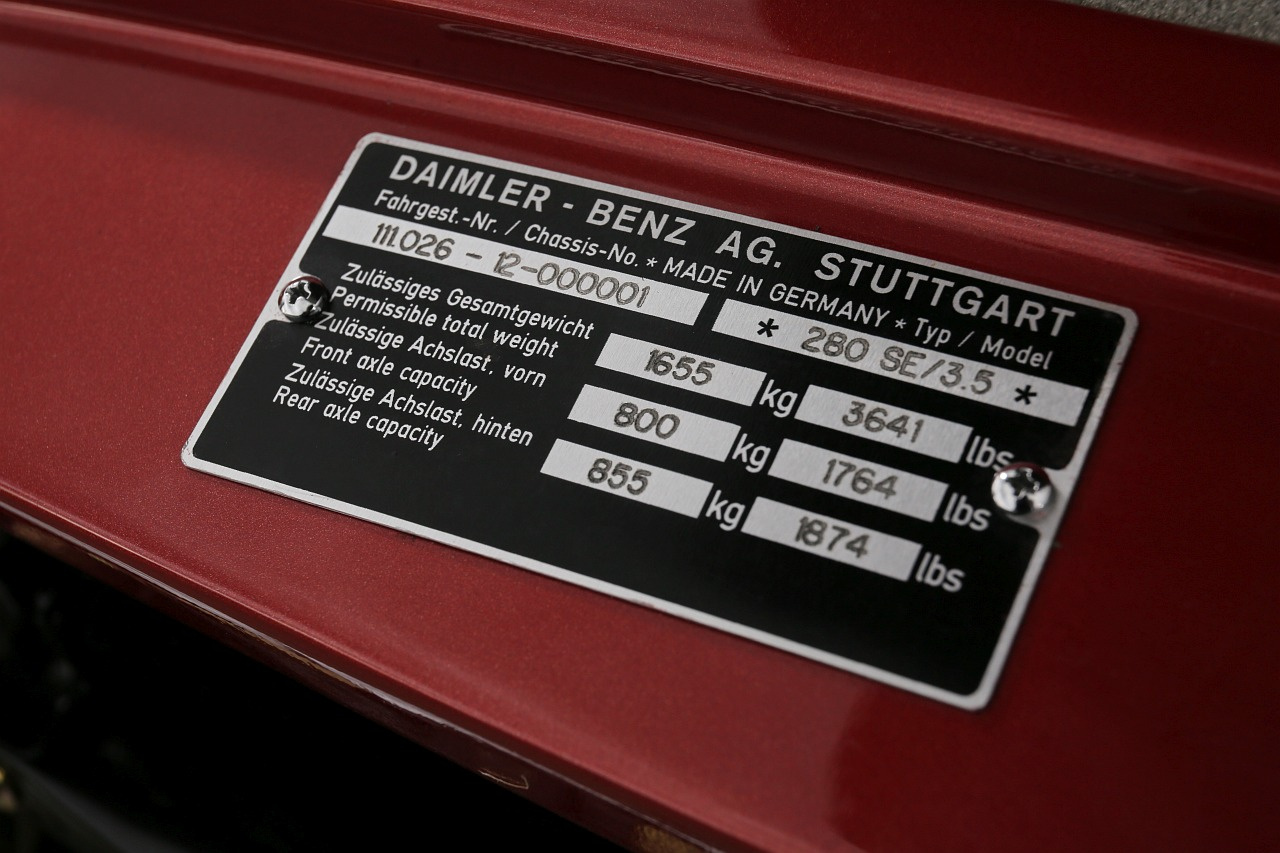 DAIMLER - BENZ AG. STUTTGART
Fahrgest.-Nr. / Chassis-No. * MADE IN GERMANY * Typ / Model
111.026 - 12-000001 * 280 SE/3.5 *
Zulässiges Gesamtgewicht
Permissible total weight 1655 kg 3641 lbs
Zulässige Achslast, vorn
Front axle capacity 800 kg 1764 lbs
Zulässige Achslast, hinten
Rear axle capacity 855 kg 1874 lbs